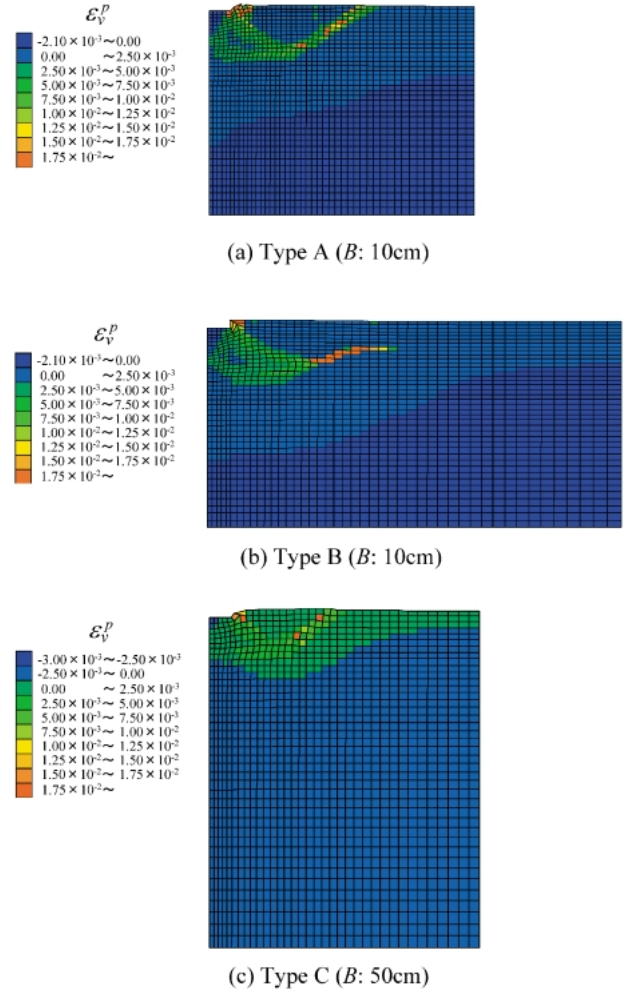 εᵥᵖ
-2.10 × 10⁻³～0.00
0.00 ～2.50×10⁻³
2.50 × 10⁻³～5.00×10⁻³
5.00 × 10⁻³～7.50×10⁻³
7.50 × 10⁻³～1.00×10⁻²
1.00 × 10⁻²～1.25×10⁻²
1.25 × 10⁻²～1.50×10⁻²
1.50 × 10⁻²～1.75×10⁻²
1.75 × 10⁻²～
(a) Type A (B: 10cm)
εᵥᵖ
-2.10 × 10⁻³～0.00
0.00 ～2.50×10⁻³
2.50 × 10⁻³～5.00×10⁻³
5.00 × 10⁻³～7.50×10⁻³
7.50 × 10⁻³～1.00×10⁻²
1.00 × 10⁻²～1.25×10⁻²
1.25 × 10⁻²～1.50×10⁻²
1.50 × 10⁻²～1.75×10⁻²
1.75 × 10⁻²～
(b) Type B (B: 10cm)
εᵥᵖ
-3.00 × 10⁻³～-2.50 ×10⁻³
-2.50 × 10⁻³～ 0.00
0.00 ～ 2.50×10⁻³
2.50 × 10⁻³～ 5.00×10⁻³
5.00 × 10⁻³～ 7.50×10⁻³
7.50 × 10⁻³～ 1.00×10⁻²
1.00 × 10⁻²～ 1.25×10⁻²
1.25 × 10⁻²～ 1.50×10⁻²
1.50 × 10⁻²～ 1.75×10⁻²
1.75 × 10⁻²～
(c) Type C (B: 50cm)